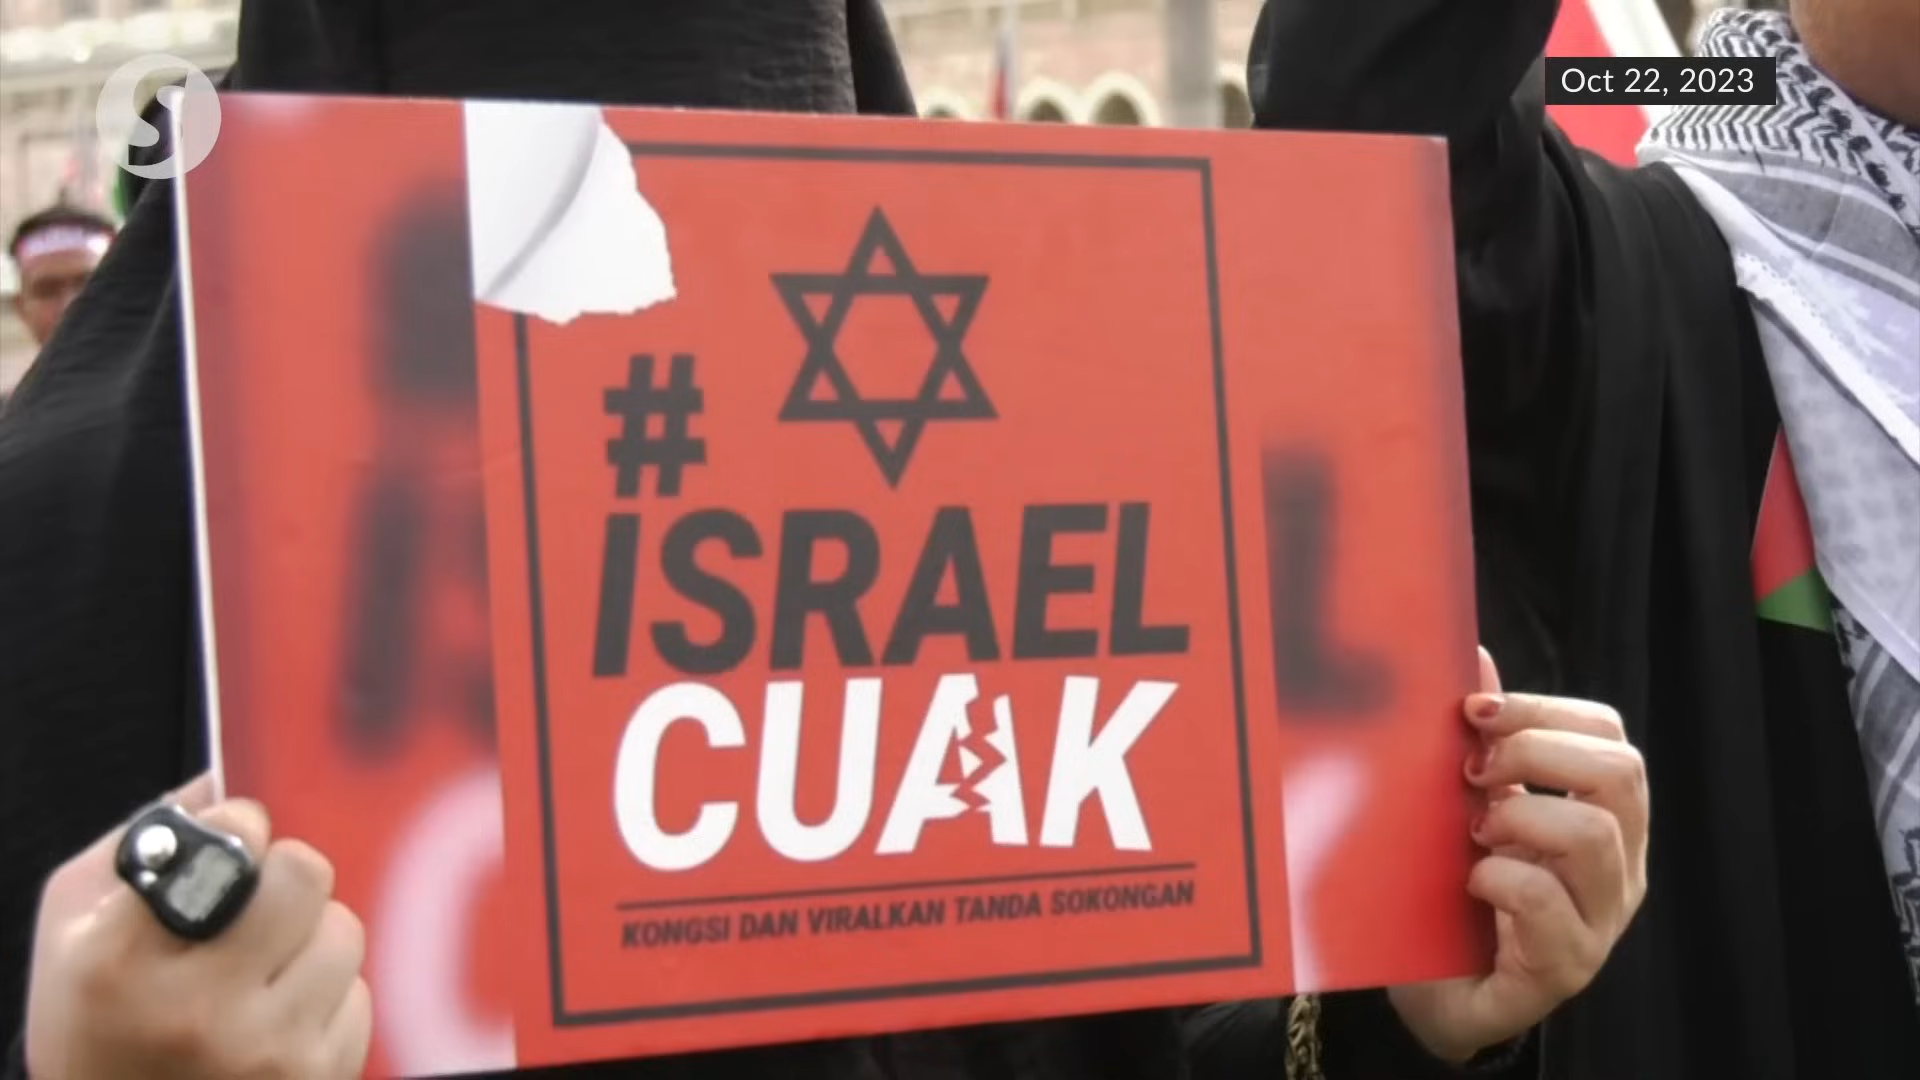 Oct 22, 2023
#
ISRAEL
CUAK
KONGSI DAN VIRALKAN TANDA SOKONGAN